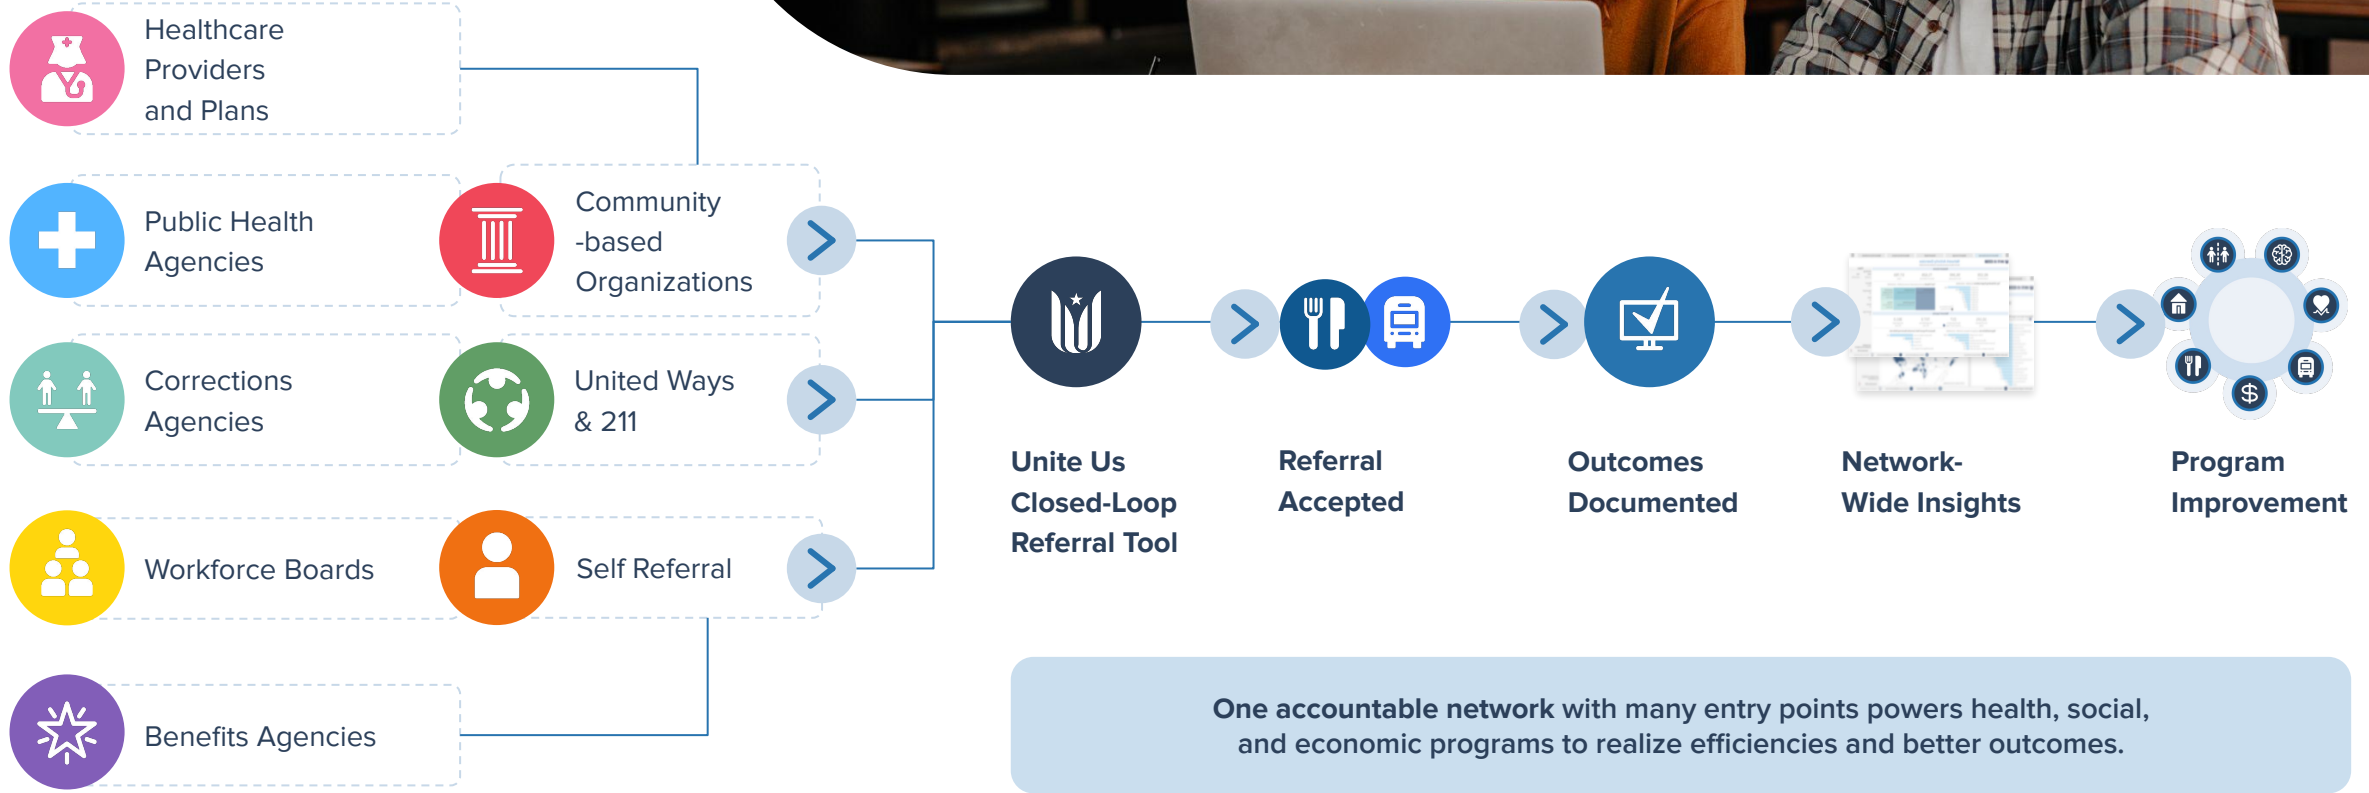 Healthcare
Providers
and Plans
Public Health
Agencies
Community
-based
Organizations
Corrections
Agencies
United Ways
& 211
Workforce Boards
Self Referral
Benefits Agencies
Unite Us
Closed-Loop
Referral Tool
Referral
Accepted
Outcomes
Documented
Network-
Wide Insights
Program
Improvement
One accountable network with many entry points powers health, social,
and economic programs to realize efficiencies and better outcomes.